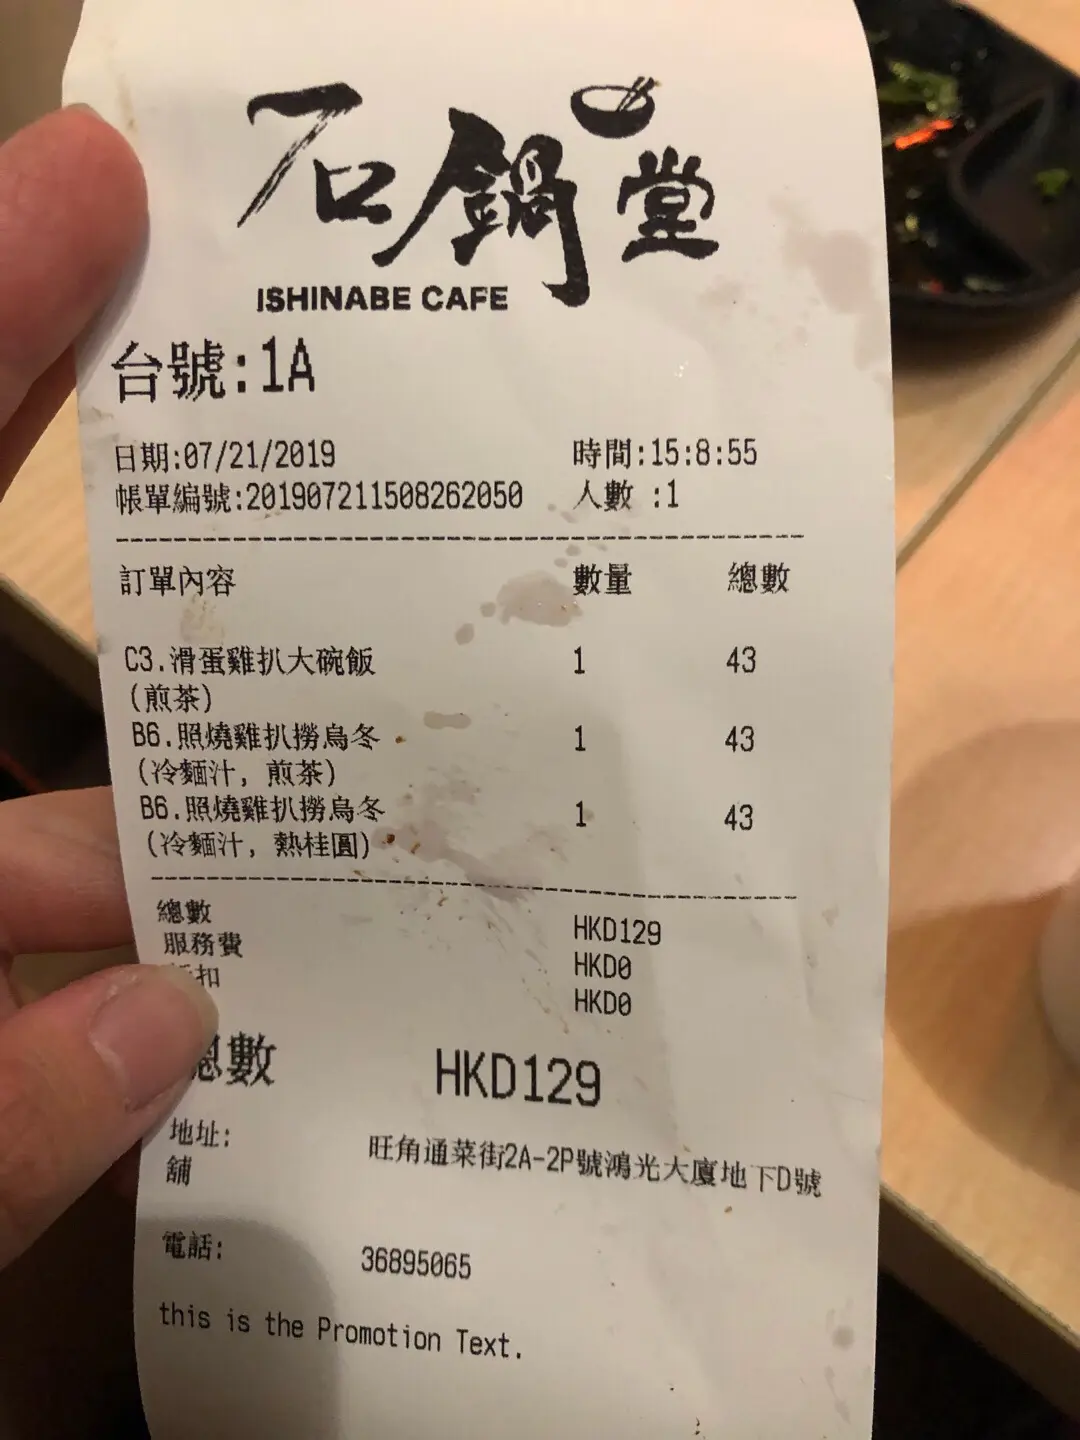 石鍋堂
ISHINABE CAFE
台號:1A
日期:07/21/2019 時間:15:8:55
帳單編號:201907211508262050 人數 :1
訂單內容 數量 總數
C3.滑蛋雞扒大碗飯 1 43
(煎茶)
B6.照燒雞扒撈烏冬 1 43
(冷麵汁, 煎茶)
B6.照燒雞扒撈烏冬 1 43
(冷麵汁, 熱桂圓)
總數 HKD129
服務費 HKD0
扣 HKD0
總數 HKD129
地址: 旺角通菜街2A-2P號鴻光大廈地下D號
舖
電話: 36895065
this is the Promotion Text.